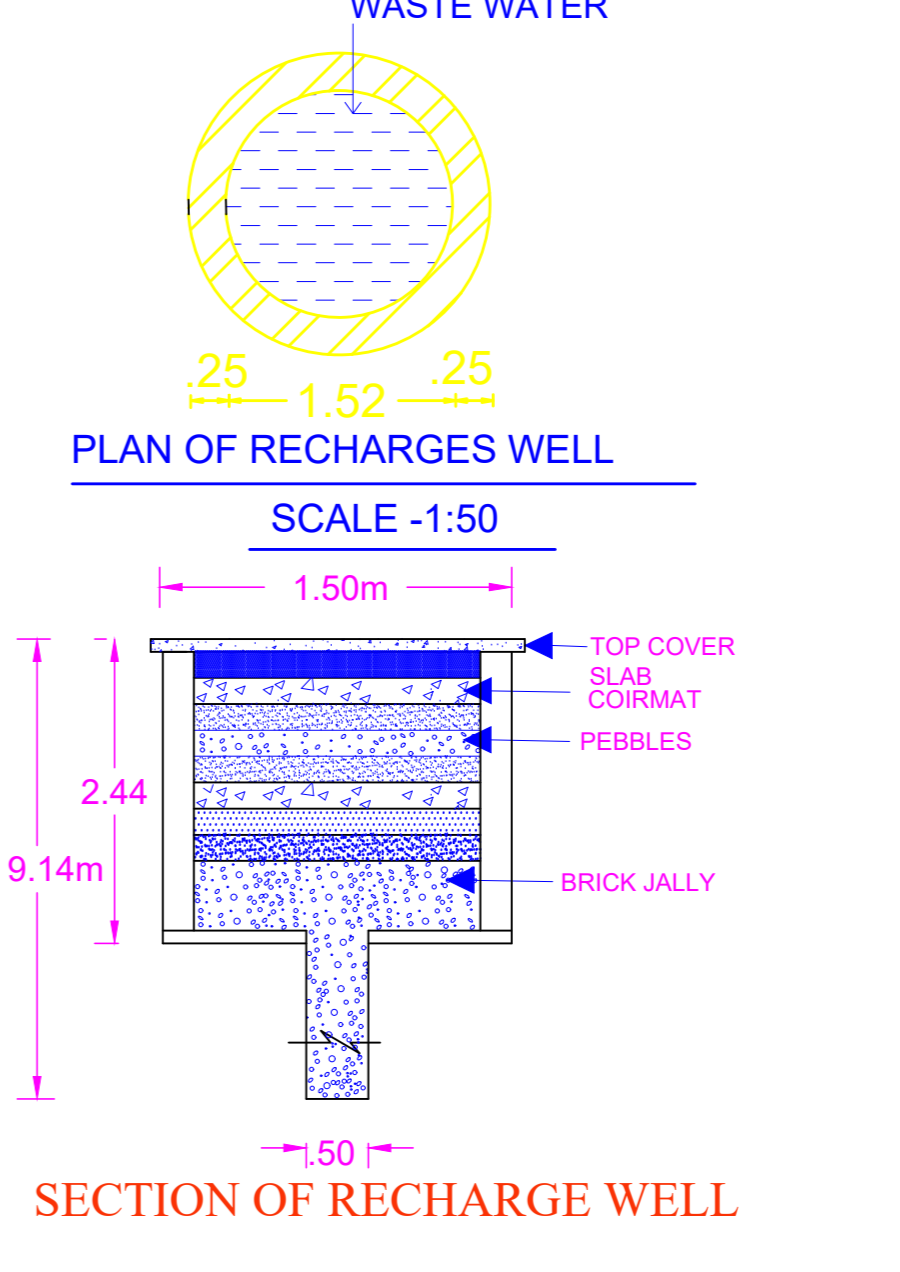 WASTE WATER
.25
.25
1.52
PLAN OF RECHARGES WELL
SCALE -1:50
1.50m
TOP COVER
SLAB
COIRMAT
PEBBLES
2.44
9.14m
BRICK JALLY
.50
SECTION OF RECHARGE WELL